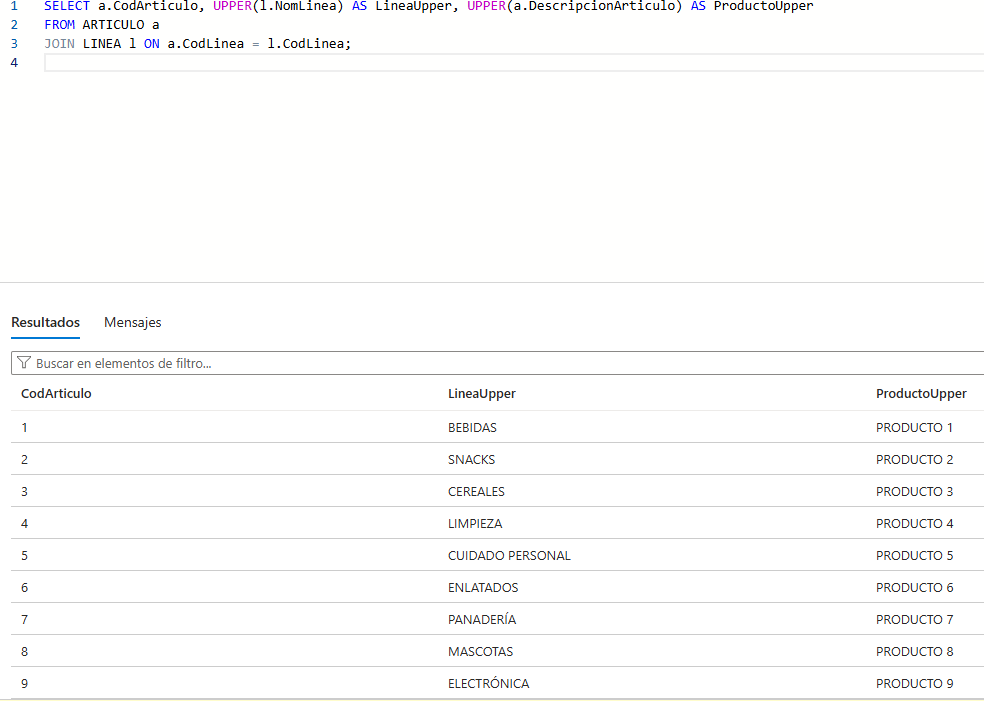 1 SELECT a.CodArticulo, UPPER(l.NomLinea) AS LineaUpper, UPPER(a.DescripcionArticulo) AS ProductoUpper
2 FROM ARTICULO a
3 JOIN LINEA l ON a.CodLinea = l.CodLinea;
4
Resultados Mensajes
Buscar en elementos de filtro...
CodArticulo LineaUpper ProductoUpper
1 BEBIDAS PRODUCTO 1
2 SNACKS PRODUCTO 2
3 CEREALES PRODUCTO 3
4 LIMPIEZA PRODUCTO 4
5 CUIDADO PERSONAL PRODUCTO 5
6 ENLATADOS PRODUCTO 6
7 PANADERÍA PRODUCTO 7
8 MASCOTAS PRODUCTO 8
9 ELECTRÓNICA PRODUCTO 9